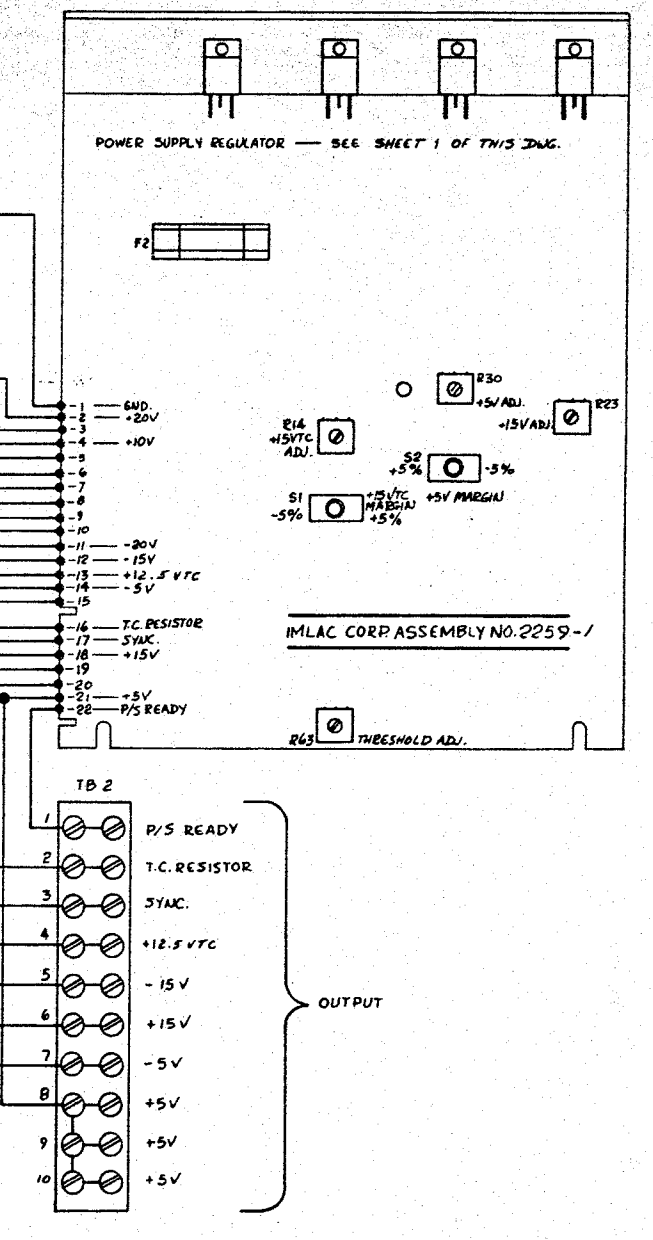 POWER SUPPLY REGULATOR — SEE SHEET 1 OF THIS DWG.
F2
R30
+5V ADJ.
R23
+15V ADJ.
R14
+15VTC
ADJ.
S2
+5%
-5%
+5V MARGIN
S1
-5%
+15VTC
MARGIN
+5%
-1 — GND.
-2 — +20V
-3
-4 — +10V
-5
-6
-7
-8
-9
-10
-11 — -20V
-12 — -15V
-13 — +12.5 VTC
-14 — -5V
-15
-16 — T.C. RESISTOR
-17 — SYNC.
-18 — +15V
-19
-20
-21 — +5V
-22 — P/S READY
IMLAC CORP. ASSEMBLY NO. 2259-1
R63
THRESHOLD ADJ.
TB 2
1 P/S READY
2 T.C. RESISTOR
3 SYNC.
4 +12.5 VTC
5 -15V
6 +15V
7 -5V
8 +5V
9 +5V
10 +5V
OUTPUT